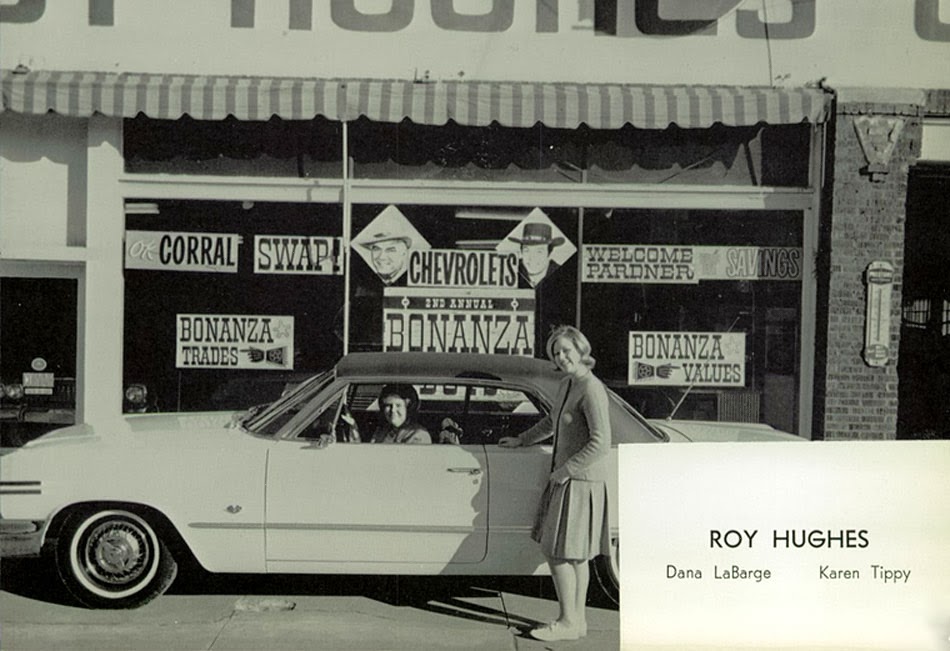 HUGHES
OK CORRAL
SWAP!
CHEVROLETS
2ND ANNUAL
BONANZA
WELCOME
PARDNER
SAVINGS
BONANZA
TRADES
BONANZA
VALUES
ROY HUGHES
Dana LaBarge Karen Tippy